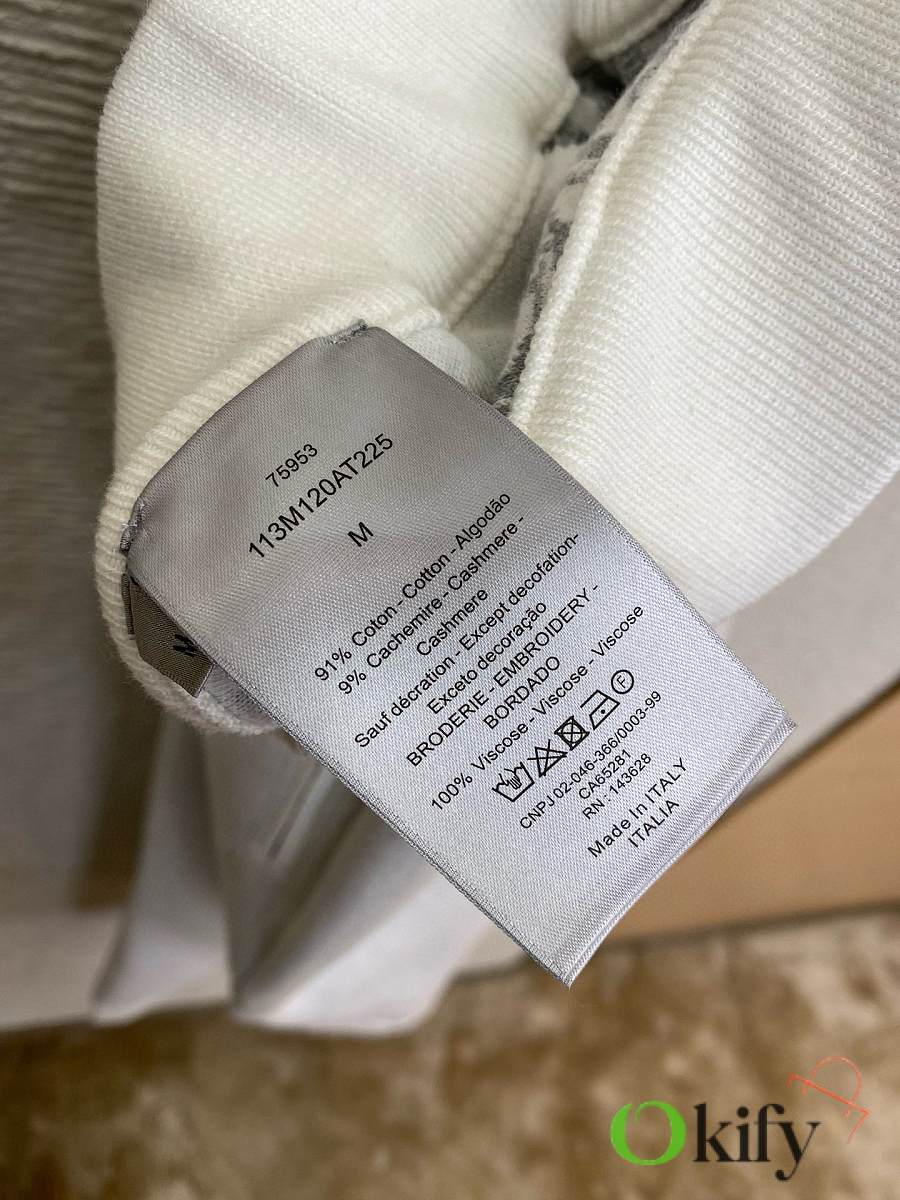 75953
113M120AT225
M
91% Coton - Cotton - Algodão
9% Cachemire - Cashmere -
Cashmere
Sauf décration - Except decofation-
Exceto decoração
BRODERIE - EMBROIDERY -
BORDADO
100% Viscose - Viscose - Viscose
F
CNPJ 02-046-366/0003-99
CA65281
RN : 143628
Made In ITALY
ITALIA
M
Okify